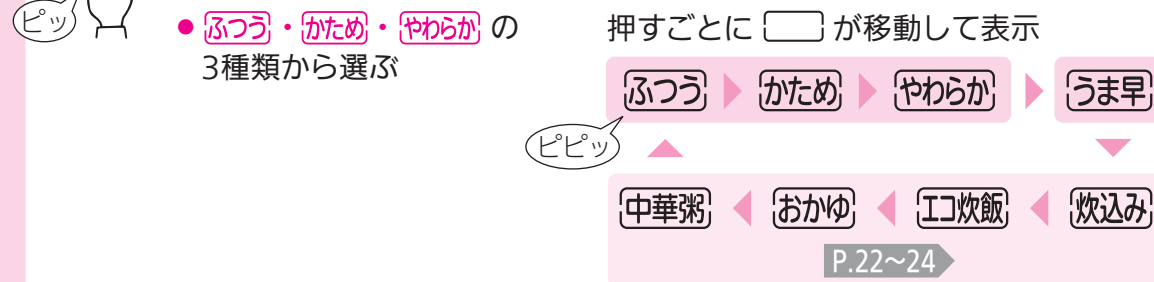 ピッ
● ふつう・かため・やわらか の
3種類から選ぶ
押すごとに が移動して表示
ふつう ▶ かため ▶ やわらか ▶ うま早
ピピッ
中華粥 ◀ おかゆ ◀ エコ炊飯 ◀ 炊込み
P.22~24